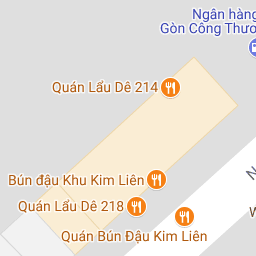 Ngân hàng
Gòn Công Thươ
Quán Lẩu Dê 214
Bún đậu Khu Kim Liên
Quán Lẩu Dê 218
Quán Bún Đậu Kim Liên
N
W